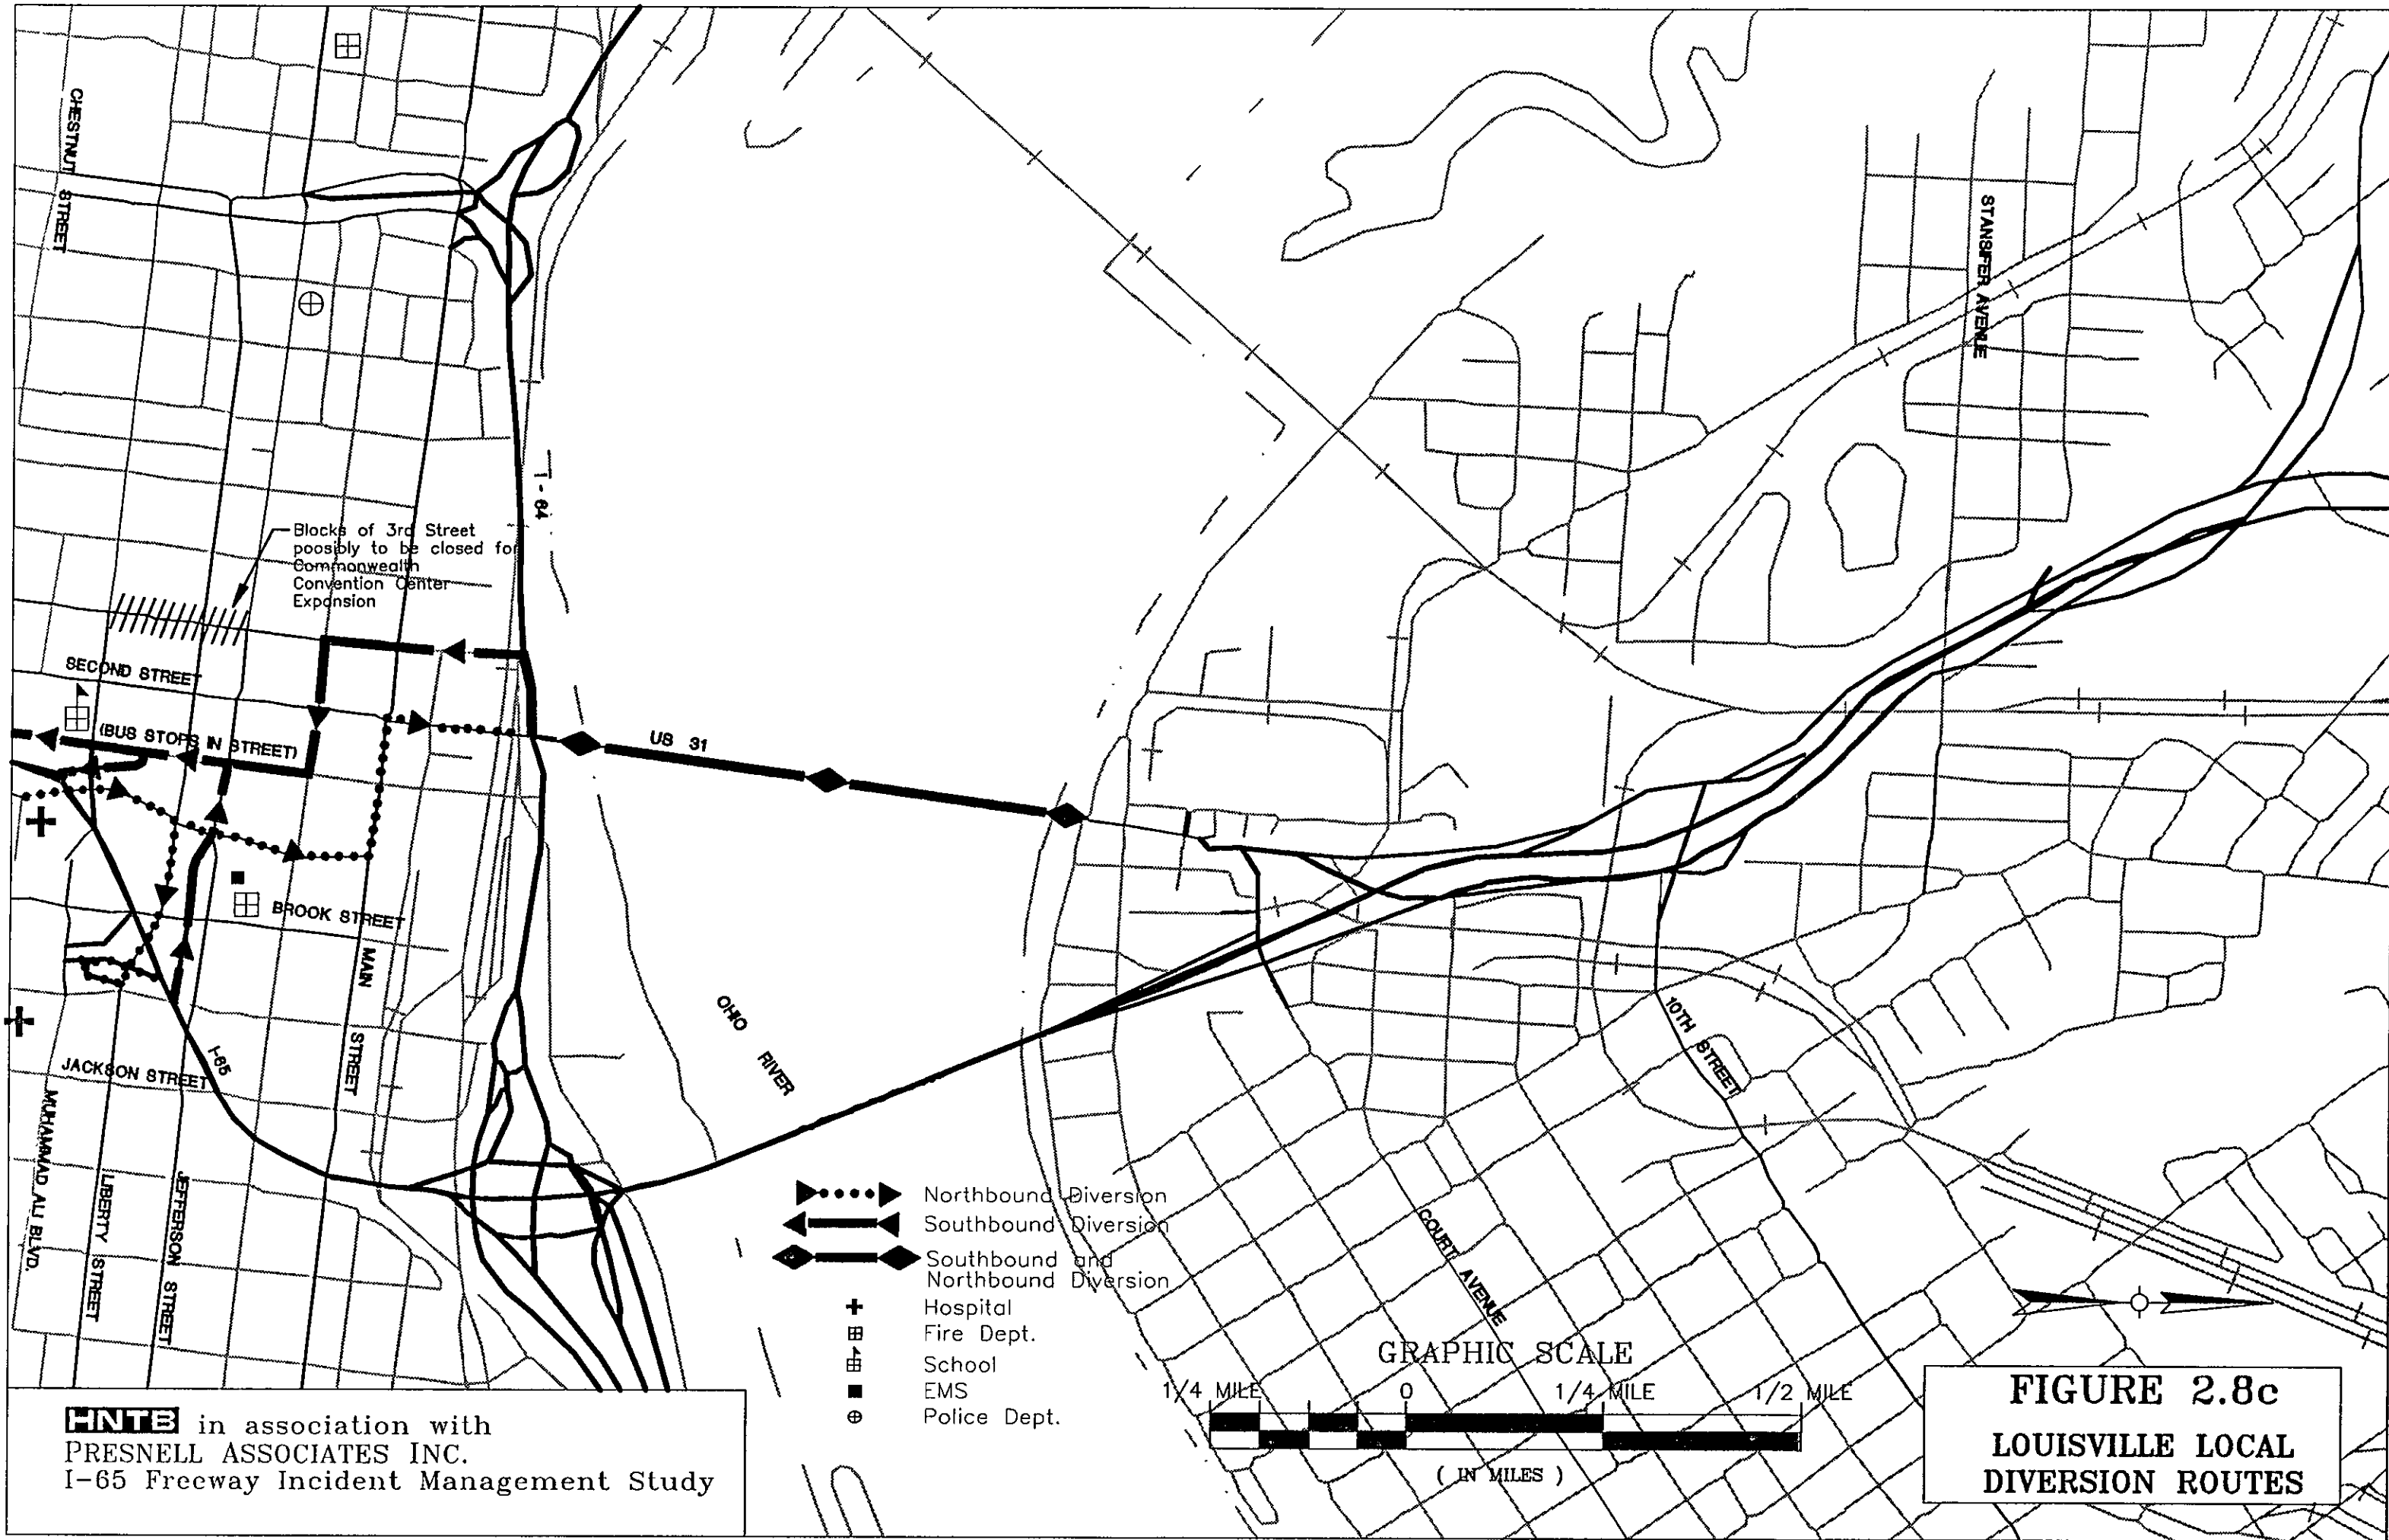 CHESTNUT STREET
STANSIFER AVENUE
I-64
Blocks of 3rd Street
poosibly to be closed for
Commonwealth
Convention Center
Expansion
SECOND STREET
(BUS STOPS IN STREET)
US 31
BROOK STREET
MAIN STREET
OHIO RIVER
10TH STREET
I-65
JACKSON STREET
MUHAMMAD ALI BLVD.
LIBERTY STREET
JEFFERSON STREET
COURT AVENUE
Northbound Diversion
Southbound Diversion
Southbound and
Northbound Diversion
Hospital
Fire Dept.
School
EMS
Police Dept.
GRAPHIC SCALE
1/4 MILE 0 1/4 MILE 1/2 MILE
( IN MILES )
HNTB in association with
PRESNELL ASSOCIATES INC.
I-65 Freeway Incident Management Study
FIGURE 2.8c
LOUISVILLE LOCAL
DIVERSION ROUTES